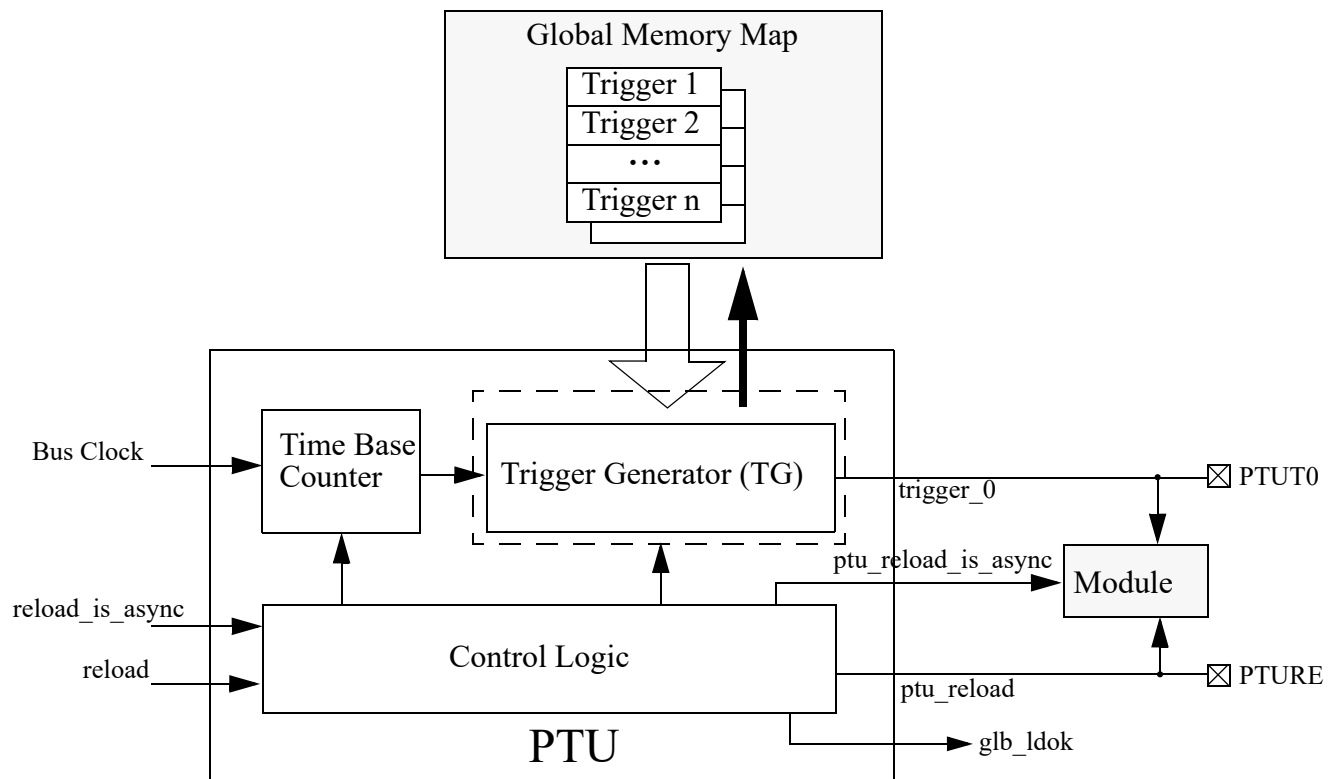 Global Memory Map
Trigger 1
Trigger 2
...
Trigger n
Bus Clock
Time Base
Counter
Trigger Generator (TG)
trigger_0
PTUT0
ptu_reload_is_async
Module
reload_is_async
reload
Control Logic
ptu_reload
PTURE
PTU
glb_ldok